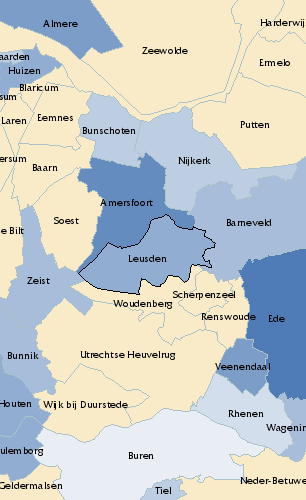 Almere
Harderwij
Zeewolde
aarden
Huizen
Ermelo
Blaricum
sum
Laren
Eemnes
Bunschoten
Putten
ersum
Baarn
Nijkerk
Amersfoort
Soest
Barneveld
e Bilt
Leusden
Zeist
Scherpenzeel
Woudenberg
Renswoude
Ede
Bunnik
Utrechtse Heuvelrug
Veenendaal
Houten
Wijk bij Duurstede
Rhenen
Wagenin
ulemborg
Buren
Geldermalsen
Tiel
Neder-Betuwe